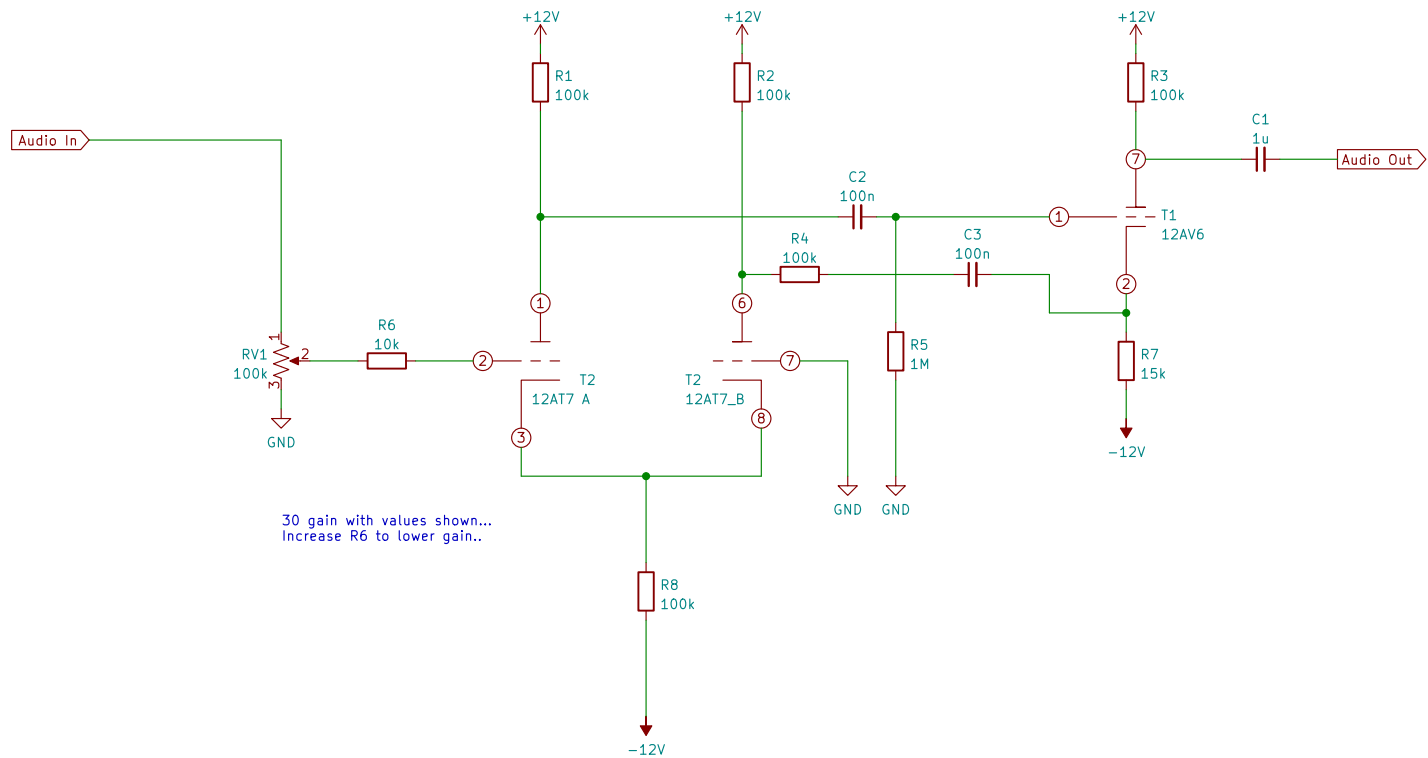 +12V
+12V
+12V
R1
100k
R2
100k
R3
100k
Audio In
C1
1u
7
Audio Out
C2
100n
1
T1
12AV6
R4
100k
C3
100n
2
1
6
R6
10k
1
RV1
100k
2
3
2
7
R5
1M
R7
15k
T2
12AT7 A
T2
12AT7_B
3
8
GND
-12V
GND
GND
30 gain with values shown...
Increase R6 to lower gain..
R8
100k
-12V